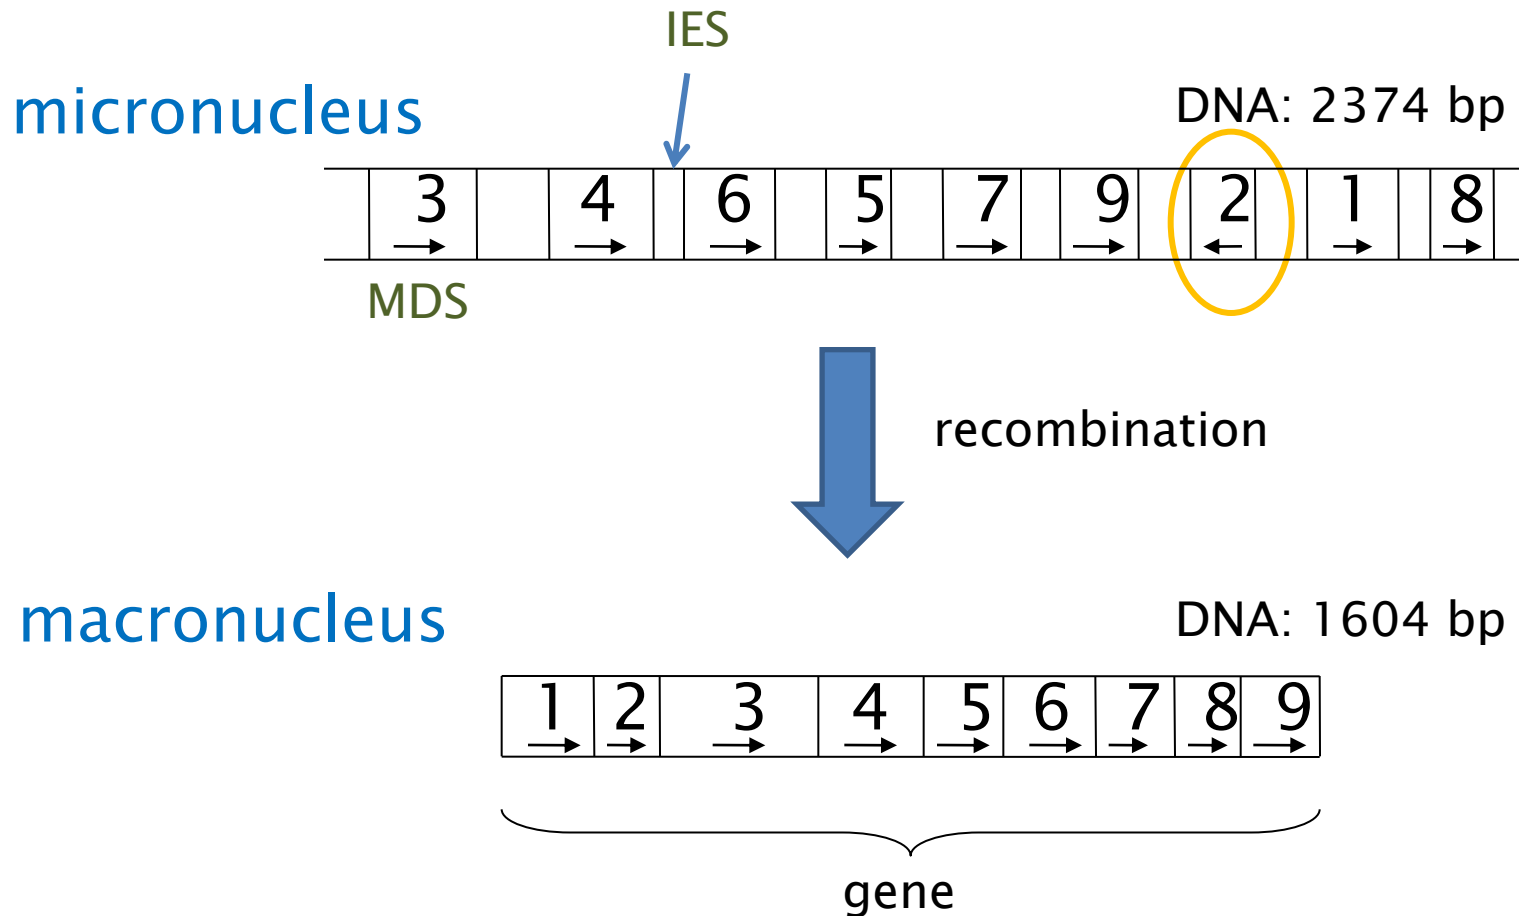 IES
micronucleus
DNA: 2374 bp
3 4 6 5 7 9 2 1 8
MDS
recombination
macronucleus
DNA: 1604 bp
1 2 3 4 5 6 7 8 9
gene